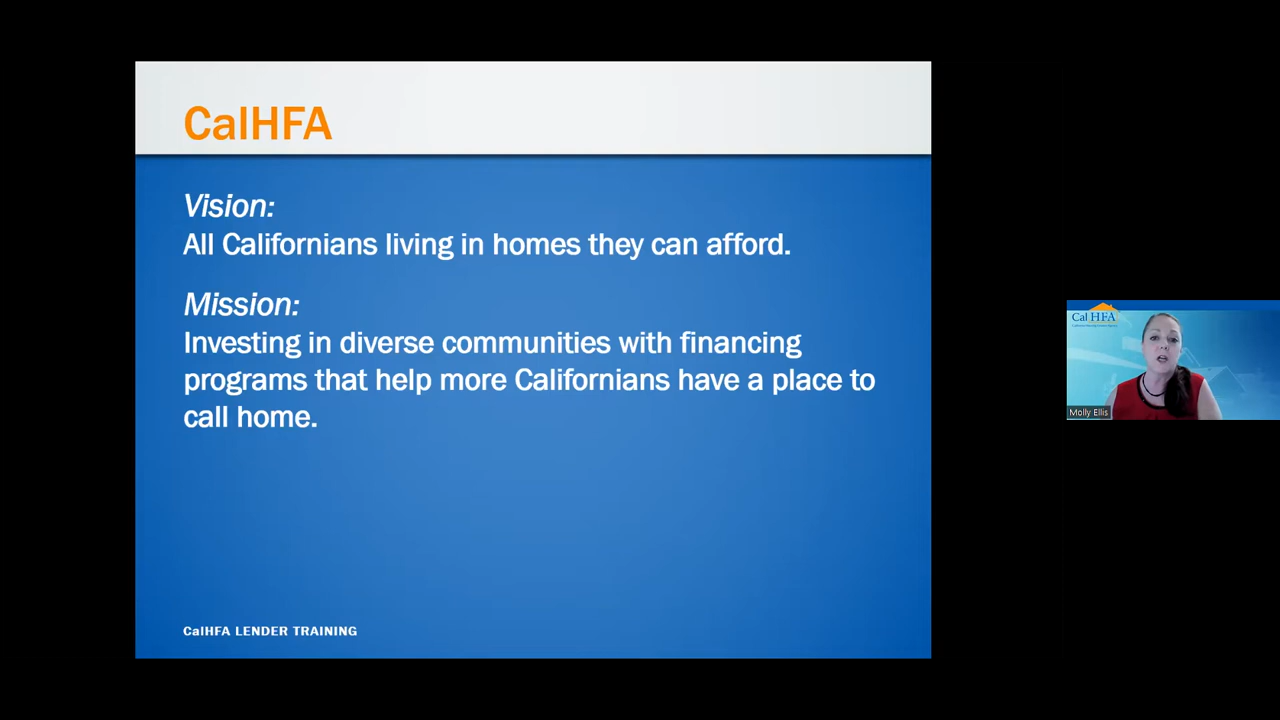 CalHFA
Vision:
All Californians living in homes they can afford.
Mission:
Investing in diverse communities with financing
programs that help more Californians have a place to
call home.
CalHFA LENDER TRAINING
Cal HFA
Molly Ellis